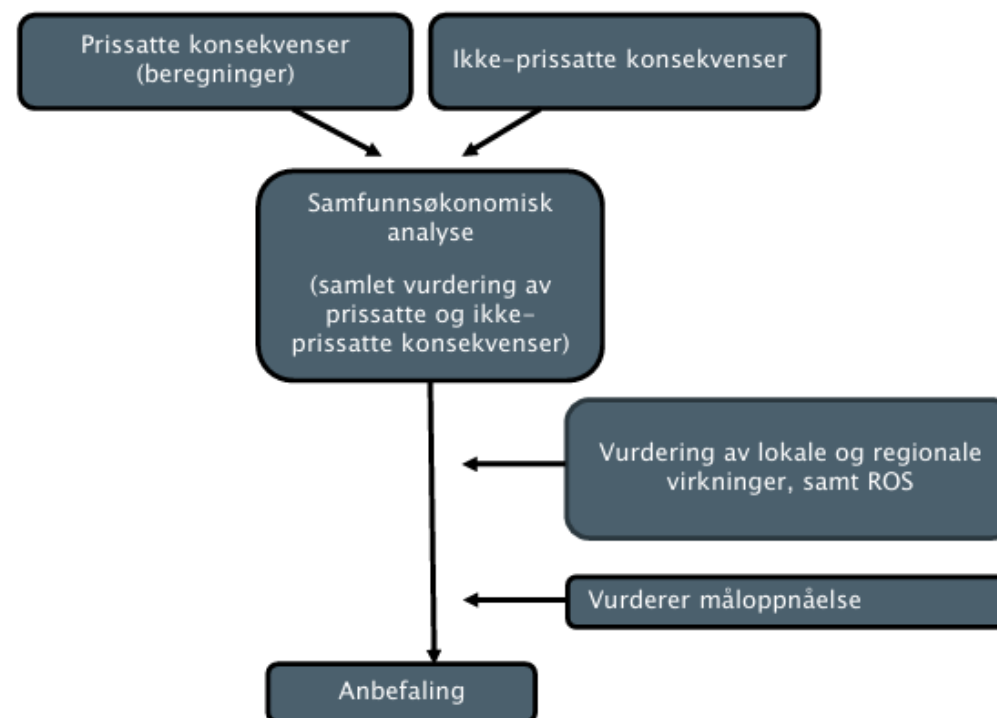 Prissatte konsekvenser
(beregninger)
Ikke-prissatte konsekvenser
Samfunnsøkonomisk
analyse
(samlet vurdering av
prissatte og ikke-
prissatte konsekvenser)
Vurdering av lokale og regionale
virkninger, samt ROS
Vurderer måloppnåelse
Anbefaling